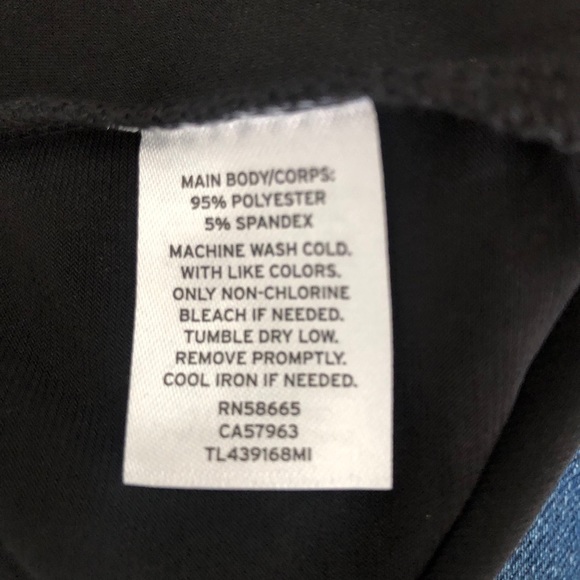 MAIN BODY/CORPS:
95% POLYESTER
5% SPANDEX
MACHINE WASH COLD.
WITH LIKE COLORS.
ONLY NON-CHLORINE
BLEACH IF NEEDED.
TUMBLE DRY LOW.
REMOVE PROMPTLY.
COOL IRON IF NEEDED.
RN58665
CA57963
TL439168MI